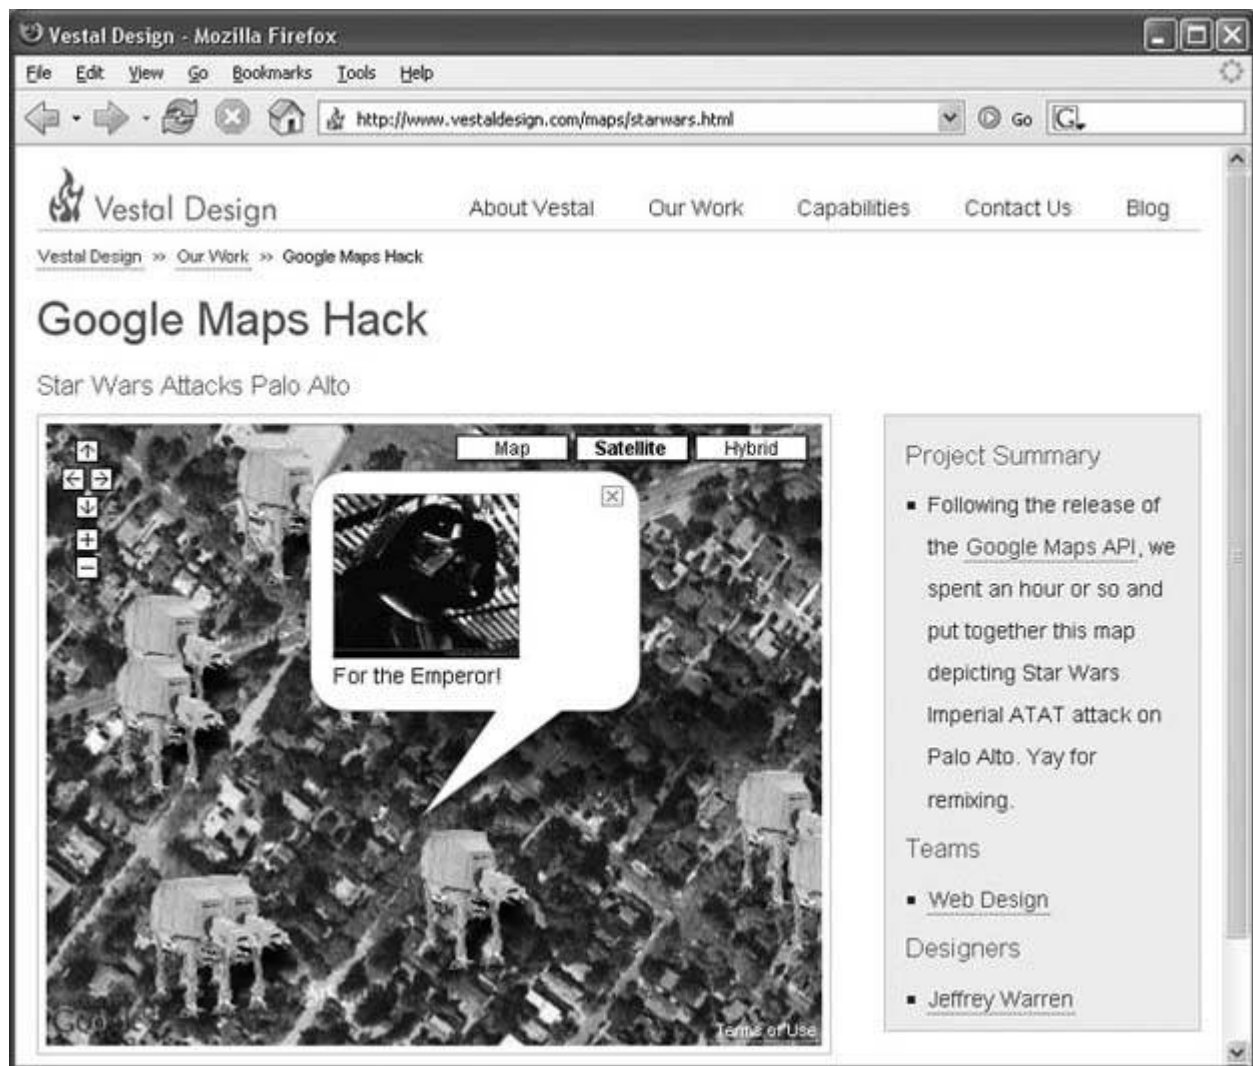 Vestal Design - Mozilla Firefox
File Edit View Go Bookmarks Tools Help
http://www.vestaldesign.com/maps/starwars.html Go G
Vestal Design About Vestal Our Work Capabilities Contact Us Blog
Vestal Design » Our Work » Google Maps Hack
Google Maps Hack
Star Wars Attacks Palo Alto
Map Satellite Hybrid
For the Emperor!
Google
Terms of Use
Project Summary
Following the release of
the Google Maps API, we
spent an hour or so and
put together this map
depicting Star Wars
Imperial ATAT attack on
Palo Alto. Yay for
remixing.
Teams
Web Design
Designers
Jeffrey Warren